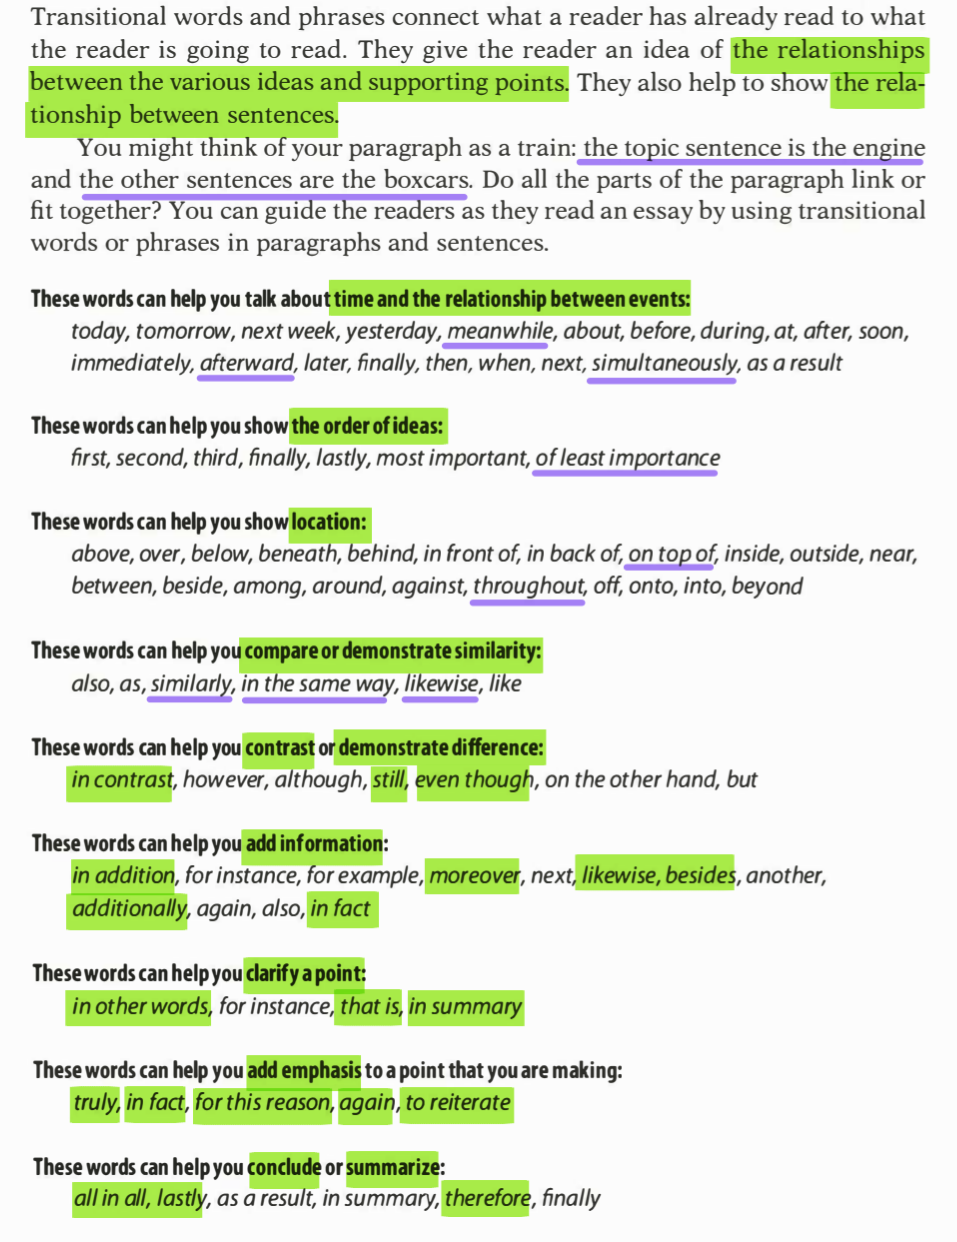 Transitional words and phrases connect what a reader has already read to what
the reader is going to read. They give the reader an idea of the relationships
between the various ideas and supporting points. They also help to show the rela-
tionship between sentences.
You might think of your paragraph as a train: the topic sentence is the engine
and the other sentences are the boxcars. Do all the parts of the paragraph link or
fit together? You can guide the readers as they read an essay by using transitional
words or phrases in paragraphs and sentences.
These words can help you talk about time and the relationship between events:
today, tomorrow, next week, yesterday, meanwhile, about, before, during, at, after, soon,
immediately, afterward, later, finally, then, when, next, simultaneously, as a result
These words can help you show the order of ideas:
first, second, third, finally, lastly, most important, of least importance
These words can help you show location:
above, over, below, beneath, behind, in front of, in back of, on top of, inside, outside, near,
between, beside, among, around, against, throughout, off, onto, into, beyond
These words can help you compare or demonstrate similarity:
also, as, similarly, in the same way, likewise, like
These words can help you contrast or demonstrate difference:
in contrast, however, although, still, even though, on the other hand, but
These words can help you add information:
in addition, for instance, for example, moreover, next, likewise, besides, another,
additionally, again, also, in fact
These words can help you clarify a point:
in other words, for instance, that is, in summary
These words can help you add emphasis to a point that you are making:
truly, in fact, for this reason, again, to reiterate
These words can help you conclude or summarize:
all in all, lastly, as a result, in summary, therefore, finally